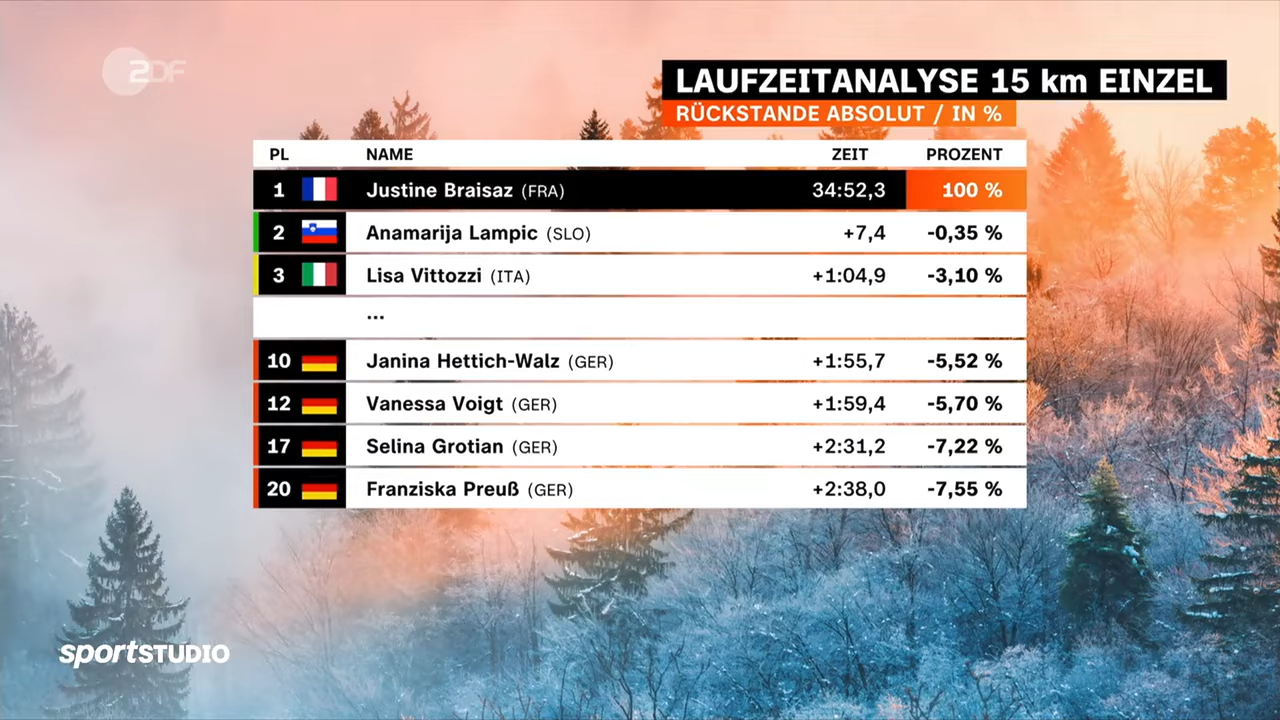 ZDF
LAUFZEITANALYSE 15 km EINZEL
RÜCKSTANDE ABSOLUT / IN %
PL NAME ZEIT PROZENT
1 Justine Braisaz (FRA) 34:52,3 100 %
2 Anamarija Lampic (SLO) +7,4 -0,35 %
3 Lisa Vittozzi (ITA) +1:04,9 -3,10 %
...
10 Janina Hettich-Walz (GER) +1:55,7 -5,52 %
12 Vanessa Voigt (GER) +1:59,4 -5,70 %
17 Selina Grotian (GER) +2:31,2 -7,22 %
20 Franziska Preuß (GER) +2:38,0 -7,55 %
sportSTUDIO